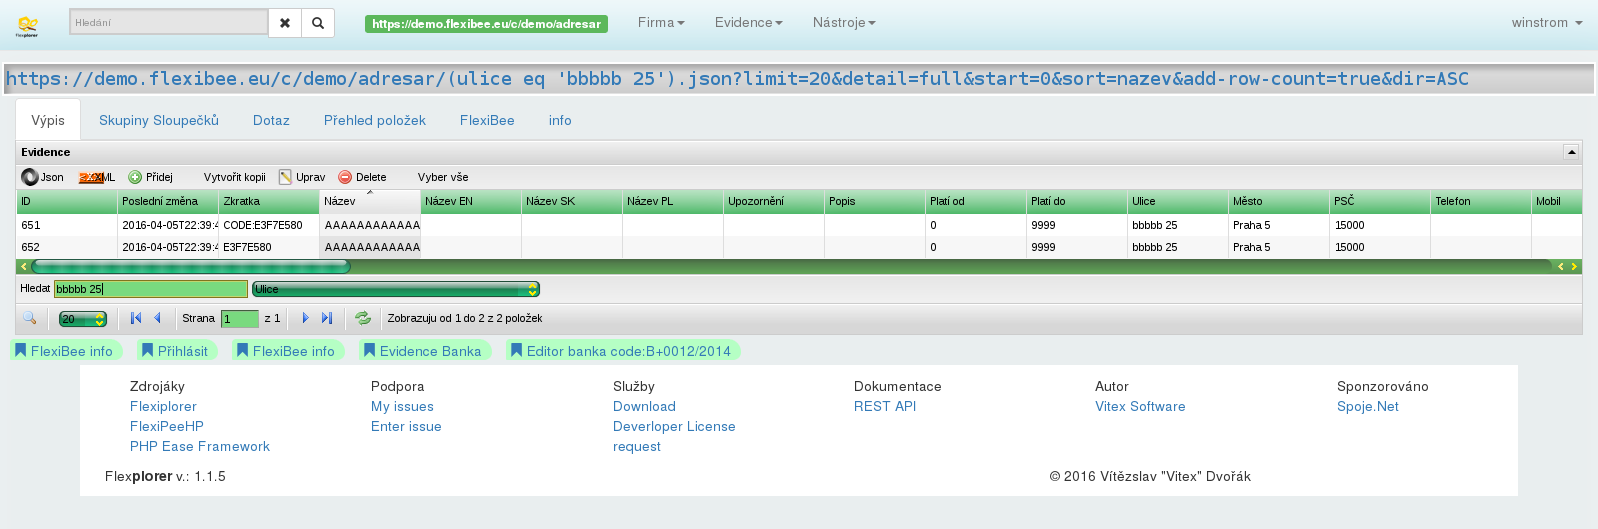 Flexplorer Hledání https://demo.flexibee.eu/c/demo/adresar Firma Evidence Nástroje winstrom
https://demo.flexibee.eu/c/demo/adresar/(ulice eq 'bbbbb 25').json?limit=20&detail=full&start=0&sort=nazev&add-row-count=true&dir=ASC
Výpis Skupiny Sloupečků Dotaz Přehled položek FlexiBee info
Evidence
Json XML Přidej Vytvořit kopii Uprav Delete Vyber vše
ID Poslední změna Zkratka Název Název EN Název SK Název PL Upozornění Popis Platí od Platí do Ulice Město PSČ Telefon Mobil
651 2016-04-05T22:39:4 CODE:E3F7E580 AAAAAAAAAAAA 0 9999 bbbbb 25 Praha 5 15000
652 2016-04-05T22:39:4 E3F7E580 AAAAAAAAAAAA 0 9999 bbbbb 25 Praha 5 15000
Hledat bbbbb 25 Ulice
20 Strana 1 z 1 Zobrazuju od 1 do 2 z 2 položek
FlexiBee info Přihlásit FlexiBee info Evidence Banka Editor banka code:B+0012/2014
Zdrojáky Podpora Služby Dokumentace Autor Sponzorováno
Flexiplorer My issues Download REST API Vitex Software Spoje.Net
FlexiPeeHP Enter issue Deverloper License
PHP Ease Framework request
Flexplorer v.: 1.1.5 © 2016 Vítězslav "Vitex" Dvořák